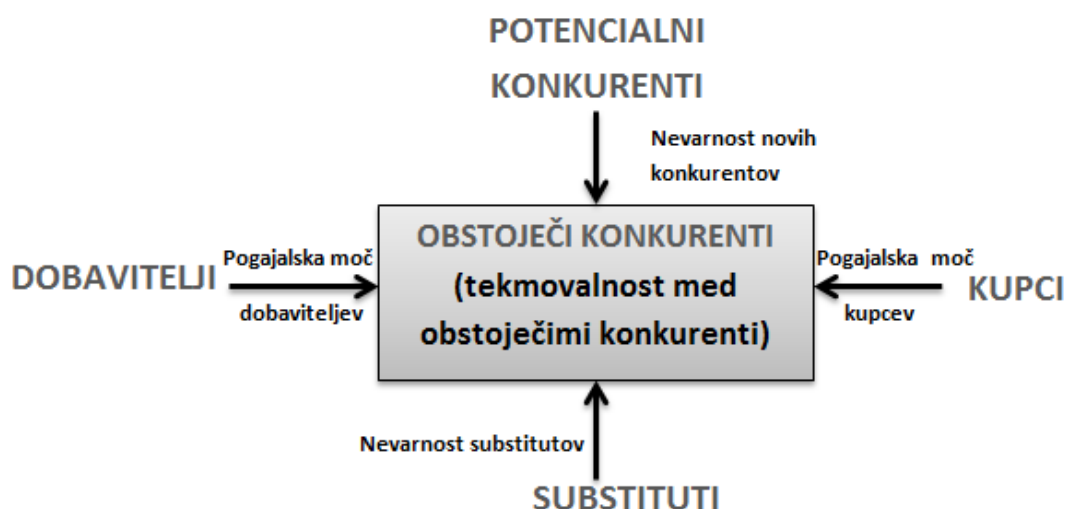 POTENCIALNI
KONKURENTI
Nevarnost novih
konkurentov
OBSTOJEČI KONKURENTI
(tekmovalnost med
obstoječimi konkurenti)
DOBAVITELJI
Pogajalska moč
dobaviteljev
Pogajalska moč
kupcev
KUPCI
Nevarnost substitutov
SUBSTITUTI